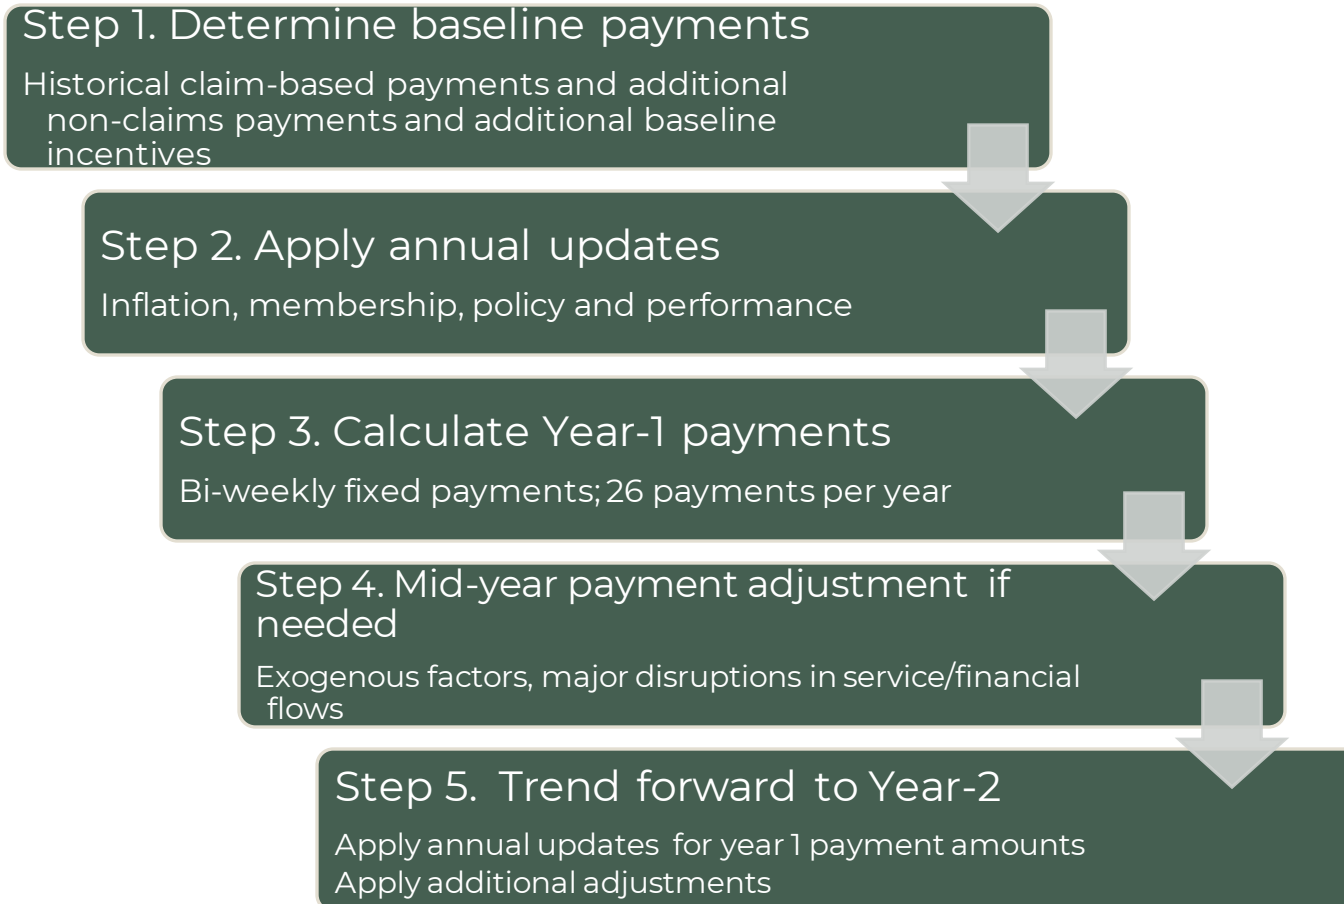 Step 1. Determine baseline payments
Historical claim-based payments and additional
non-claims payments and additional baseline
incentives
Step 2. Apply annual updates
Inflation, membership, policy and performance
Step 3. Calculate Year-1 payments
Bi-weekly fixed payments; 26 payments per year
Step 4. Mid-year payment adjustment if
needed
Exogenous factors, major disruptions in service/financial
flows
Step 5. Trend forward to Year-2
Apply annual updates for year 1 payment amounts
Apply additional adjustments